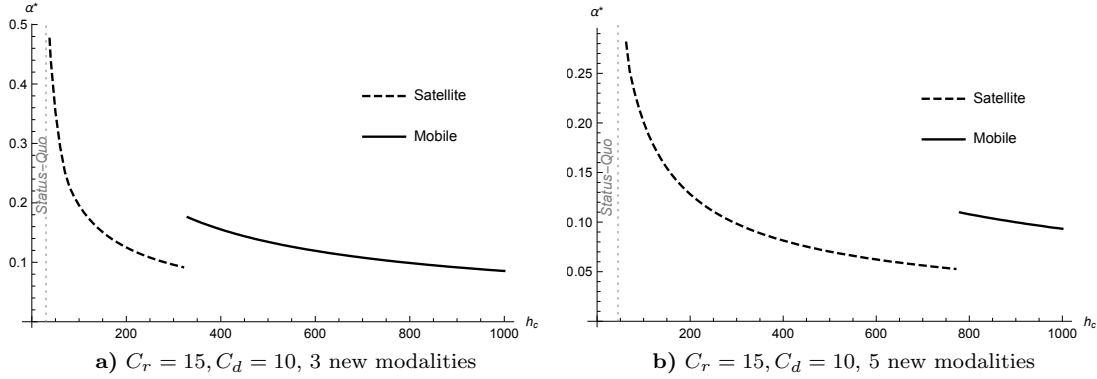 α*
0.5
0.4
0.3
0.2
0.1
Status-Quo
Satellite
Mobile
200
400
600
800
1000
h_c
a) C_r = 15, C_d = 10, 3 new modalities
α*
0.25
0.20
0.15
0.10
0.05
Status-Quo
Satellite
Mobile
200
400
600
800
1000
h_c
b) C_r = 15, C_d = 10, 5 new modalities